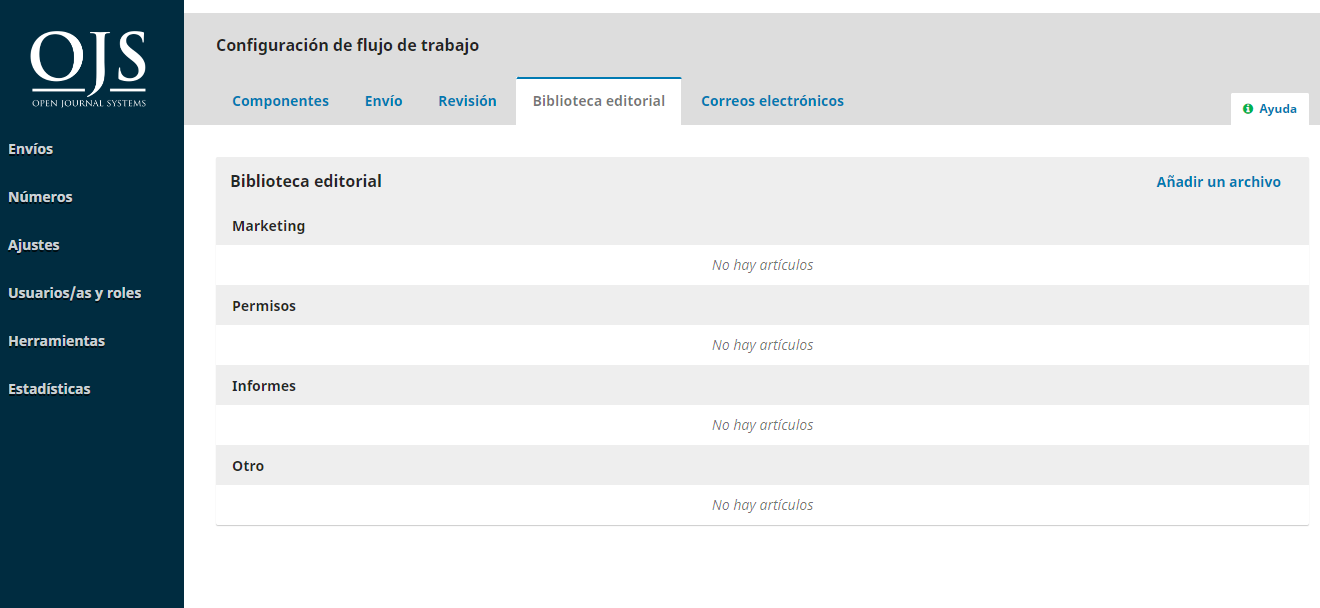 OJS
OPEN JOURNAL SYSTEMS
Envíos
Números
Ajustes
Usuarios/as y roles
Herramientas
Estadísticas
Configuración de flujo de trabajo
Componentes Envío Revisión Biblioteca editorial Correos electrónicos
Ayuda
Biblioteca editorial Añadir un archivo
Marketing
No hay artículos
Permisos
No hay artículos
Informes
No hay artículos
Otro
No hay artículos